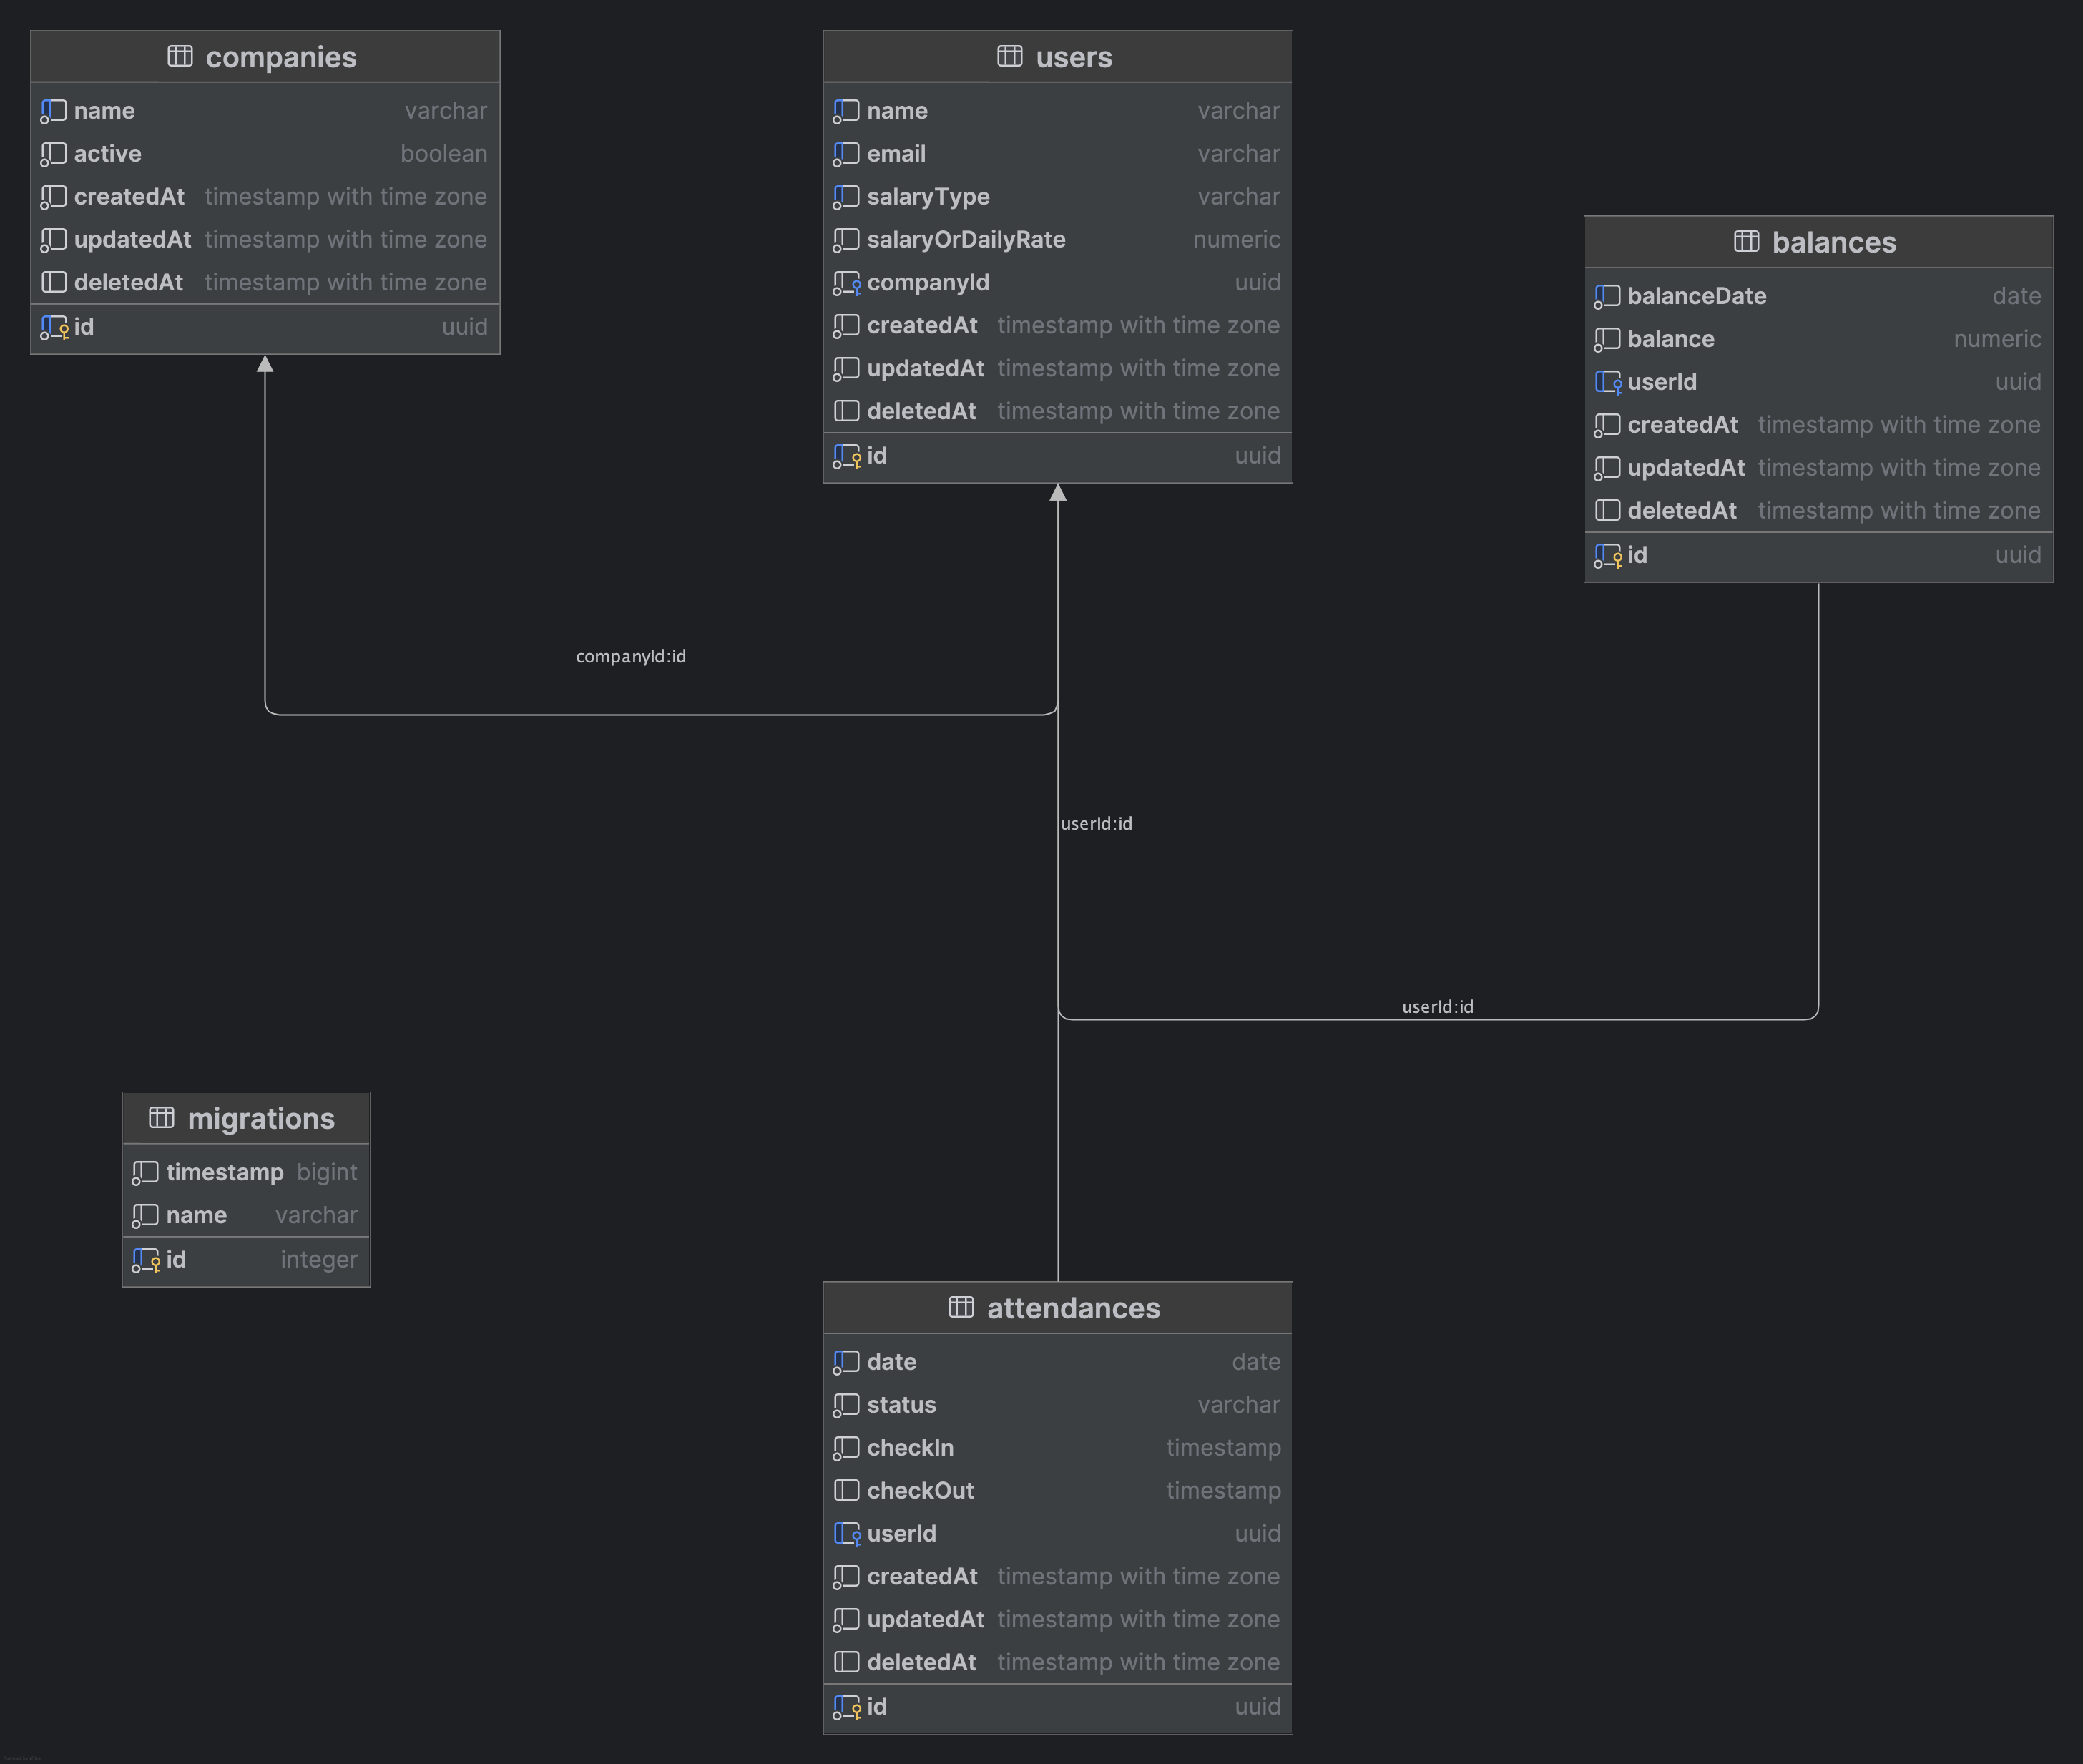 companies
name varchar
active boolean
createdAt timestamp with time zone
updatedAt timestamp with time zone
deletedAt timestamp with time zone
id uuid
users
name varchar
email varchar
salaryType varchar
salaryOrDailyRate numeric
companyId uuid
createdAt timestamp with time zone
updatedAt timestamp with time zone
deletedAt timestamp with time zone
id uuid
balances
balanceDate date
balance numeric
userId uuid
createdAt timestamp with time zone
updatedAt timestamp with time zone
deletedAt timestamp with time zone
id uuid
companyId:id
userId:id
userId:id
migrations
timestamp bigint
name varchar
id integer
attendances
date date
status varchar
checkIn timestamp
checkOut timestamp
userId uuid
createdAt timestamp with time zone
updatedAt timestamp with time zone
deletedAt timestamp with time zone
id uuid